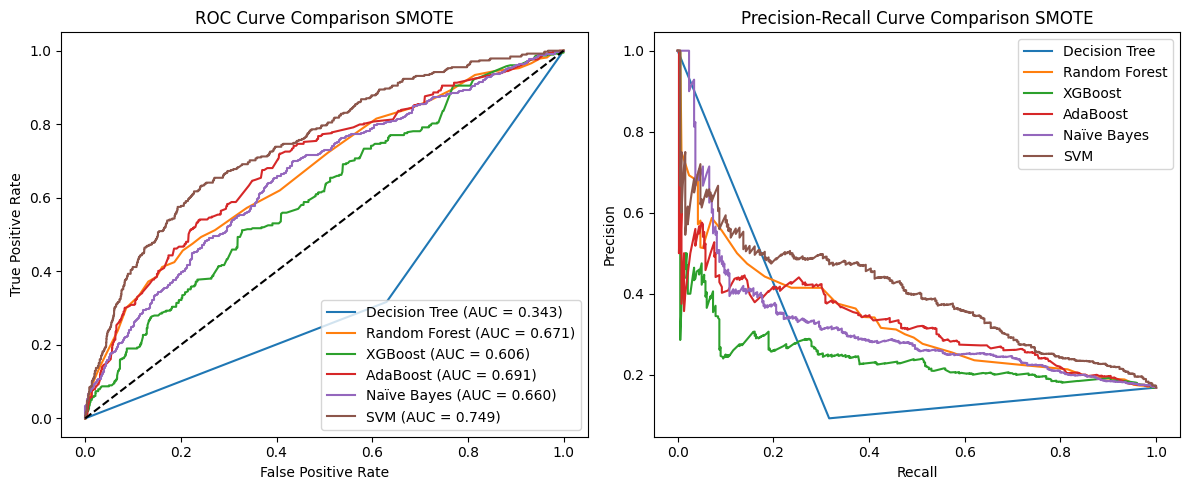 ROC Curve Comparison SMOTE
True Positive Rate
1.0
0.8
0.6
0.4
0.2
0.0
Decision Tree (AUC = 0.343)
Random Forest (AUC = 0.671)
XGBoost (AUC = 0.606)
AdaBoost (AUC = 0.691)
Naïve Bayes (AUC = 0.660)
SVM (AUC = 0.749)
0.0 0.2 0.4 0.6 0.8 1.0
False Positive Rate
Precision-Recall Curve Comparison SMOTE
Precision
1.0
0.8
0.6
0.4
0.2
Decision Tree
Random Forest
XGBoost
AdaBoost
Naïve Bayes
SVM
0.0 0.2 0.4 0.6 0.8 1.0
Recall